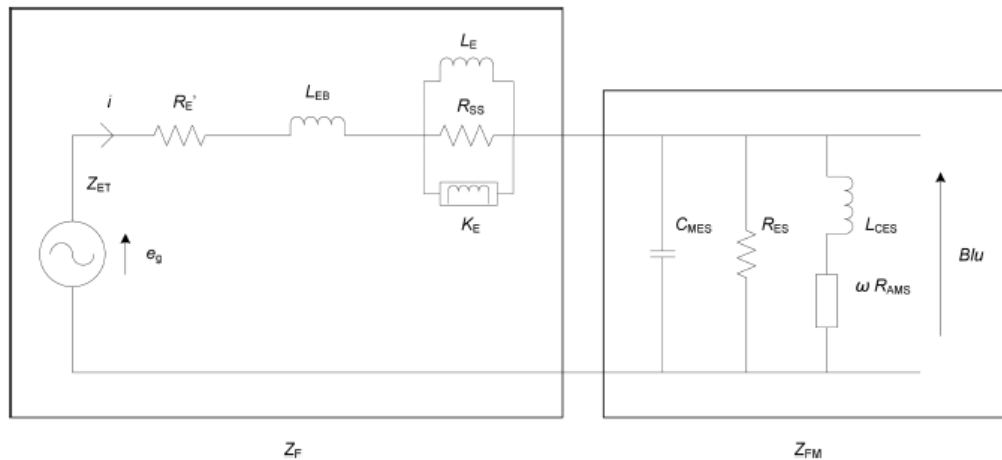 L_E
i
R_E'
L_EB
R_SS
Z_ET
K_E
e_g
C_MES
R_ES
L_CES
Blu
ω R_AMS
Z_F
Z_FM